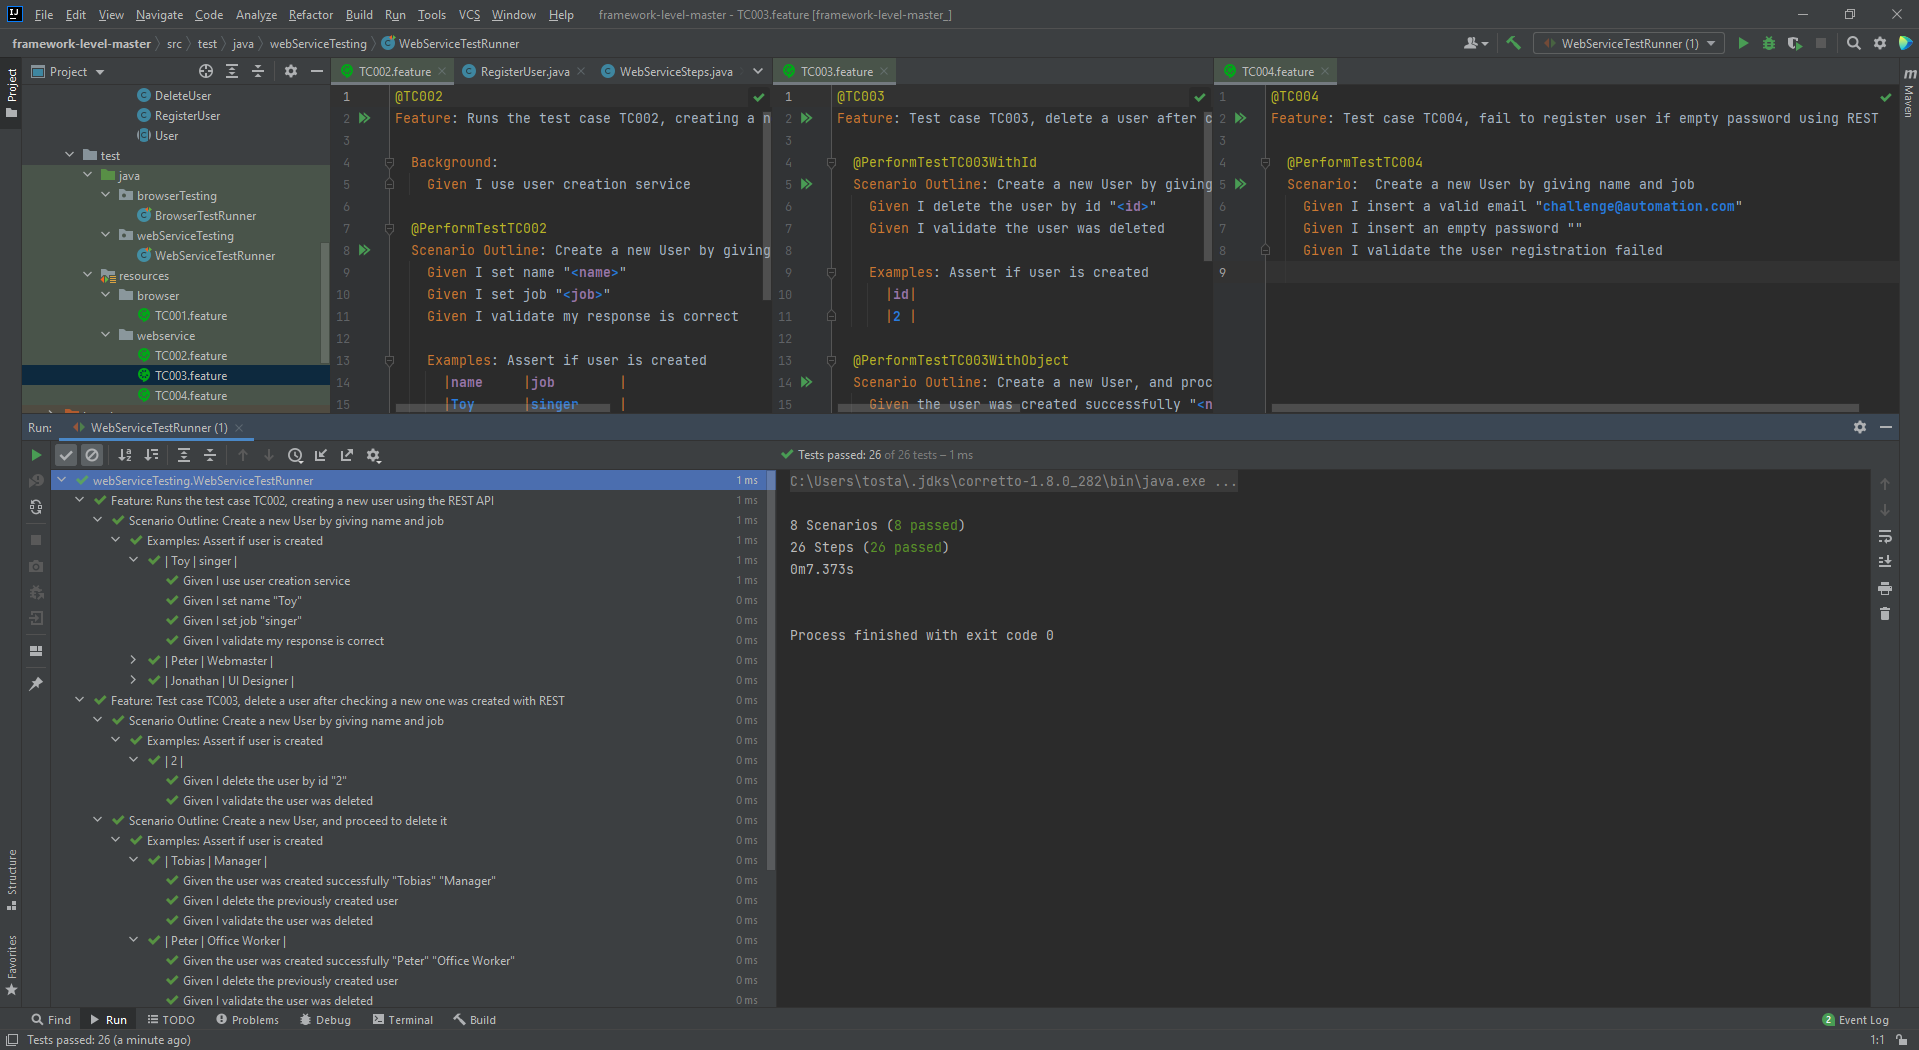 File Edit View Navigate Code Analyze Refactor Build Run Tools VCS Window Help framework-level-master - TC003.feature [framework-level-master_]
framework-level-master src test java webServiceTesting WebServiceTestRunner
WebServiceTestRunner (1)
Project
Project
DeleteUser
RegisterUser
User
test
java
browserTesting
BrowserTestRunner
webServiceTesting
WebServiceTestRunner
resources
browser
TC001.feature
webservice
TC002.feature
TC003.feature
TC004.feature
TC002.feature RegisterUser.java WebServiceSteps.java
1 @TC002
2 Feature: Runs the test case TC002, creating a n
3
4 Background:
5 Given I use user creation service
6
7 @PerformTestTC002
8 Scenario Outline: Create a new User by giving
9 Given I set name "<name>"
10 Given I set job "<job>"
11 Given I validate my response is correct
12
13 Examples: Assert if user is created
14 |name |job |
15 |Toy |singer |
TC003.feature
1 @TC003
2 Feature: Test case TC003, delete a user after c
3
4 @PerformTestTC003WithId
5 Scenario Outline: Create a new User by giving
6 Given I delete the user by id "<id>"
7 Given I validate the user was deleted
8
9 Examples: Assert if user is created
10 |id|
11 |2 |
12
13 @PerformTestTC003WithObject
14 Scenario Outline: Create a new User, and proc
15 Given the user was created successfully "<n
TC004.feature
1 @TC004
2 Feature: Test case TC004, fail to register user if empty password using REST
3
4 @PerformTestTC004
5 Scenario:  Create a new User by giving name and job
6 Given I insert a valid email "challenge@automation.com"
7 Given I insert an empty password ""
8 Given I validate the user registration failed
9
Maven
Run: WebServiceTestRunner (1)
Tests passed: 26 of 26 tests – 1 ms
webServiceTesting.WebServiceTestRunner 1 ms
Feature: Runs the test case TC002, creating a new user using the REST API 1 ms
Scenario Outline: Create a new User by giving name and job 1 ms
Examples: Assert if user is created 1 ms
| Toy | singer | 1 ms
Given I use user creation service 1 ms
Given I set name "Toy" 0 ms
Given I set job "singer" 0 ms
Given I validate my response is correct 0 ms
| Peter | Webmaster | 0 ms
| Jonathan | UI Designer | 0 ms
Feature: Test case TC003, delete a user after checking a new one was created with REST 0 ms
Scenario Outline: Create a new User by giving name and job 0 ms
Examples: Assert if user is created 0 ms
| 2 | 0 ms
Given I delete the user by id "2" 0 ms
Given I validate the user was deleted 0 ms
Scenario Outline: Create a new User, and proceed to delete it 0 ms
Examples: Assert if user is created 0 ms
| Tobias | Manager | 0 ms
Given the user was created successfully "Tobias" "Manager" 0 ms
Given I delete the previously created user 0 ms
Given I validate the user was deleted 0 ms
| Peter | Office Worker | 0 ms
Given the user was created successfully "Peter" "Office Worker" 0 ms
Given I delete the previously created user 0 ms
Given I validate the user was deleted 0 ms
C:\Users\tosta\.jdks\corretto-1.8.0_282\bin\java.exe ...
8 Scenarios (8 passed)
26 Steps (26 passed)
0m7.373s
Process finished with exit code 0
Structure
Favorites
Find Run TODO Problems Debug Terminal Build 2 Event Log
Tests passed: 26 (a minute ago) 1:1